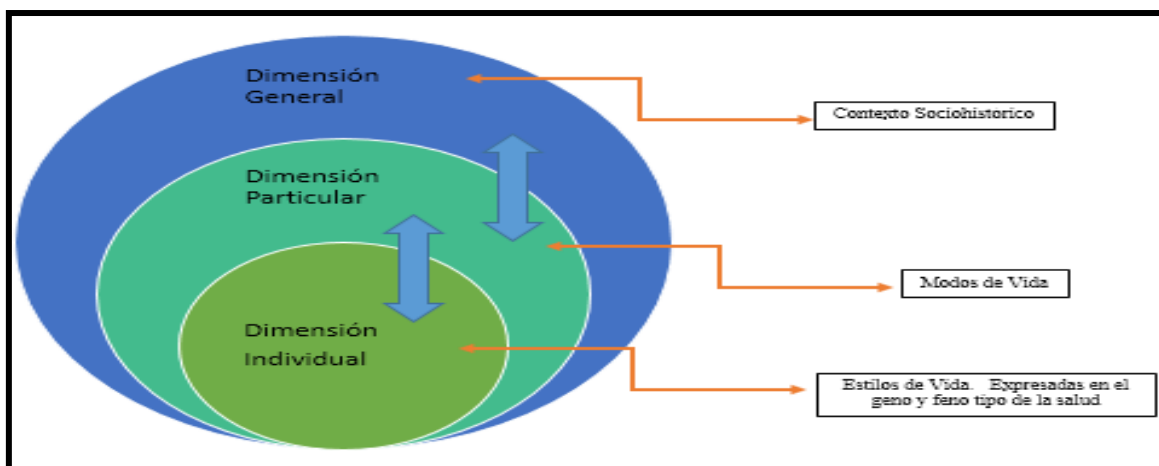 Dimensión
General
Contexto Sociohistórico
Dimensión
Particular
Modos de Vida
Dimensión
Individual
Estilos de Vida. Expresadas en el
geno y feno tipo de la salud